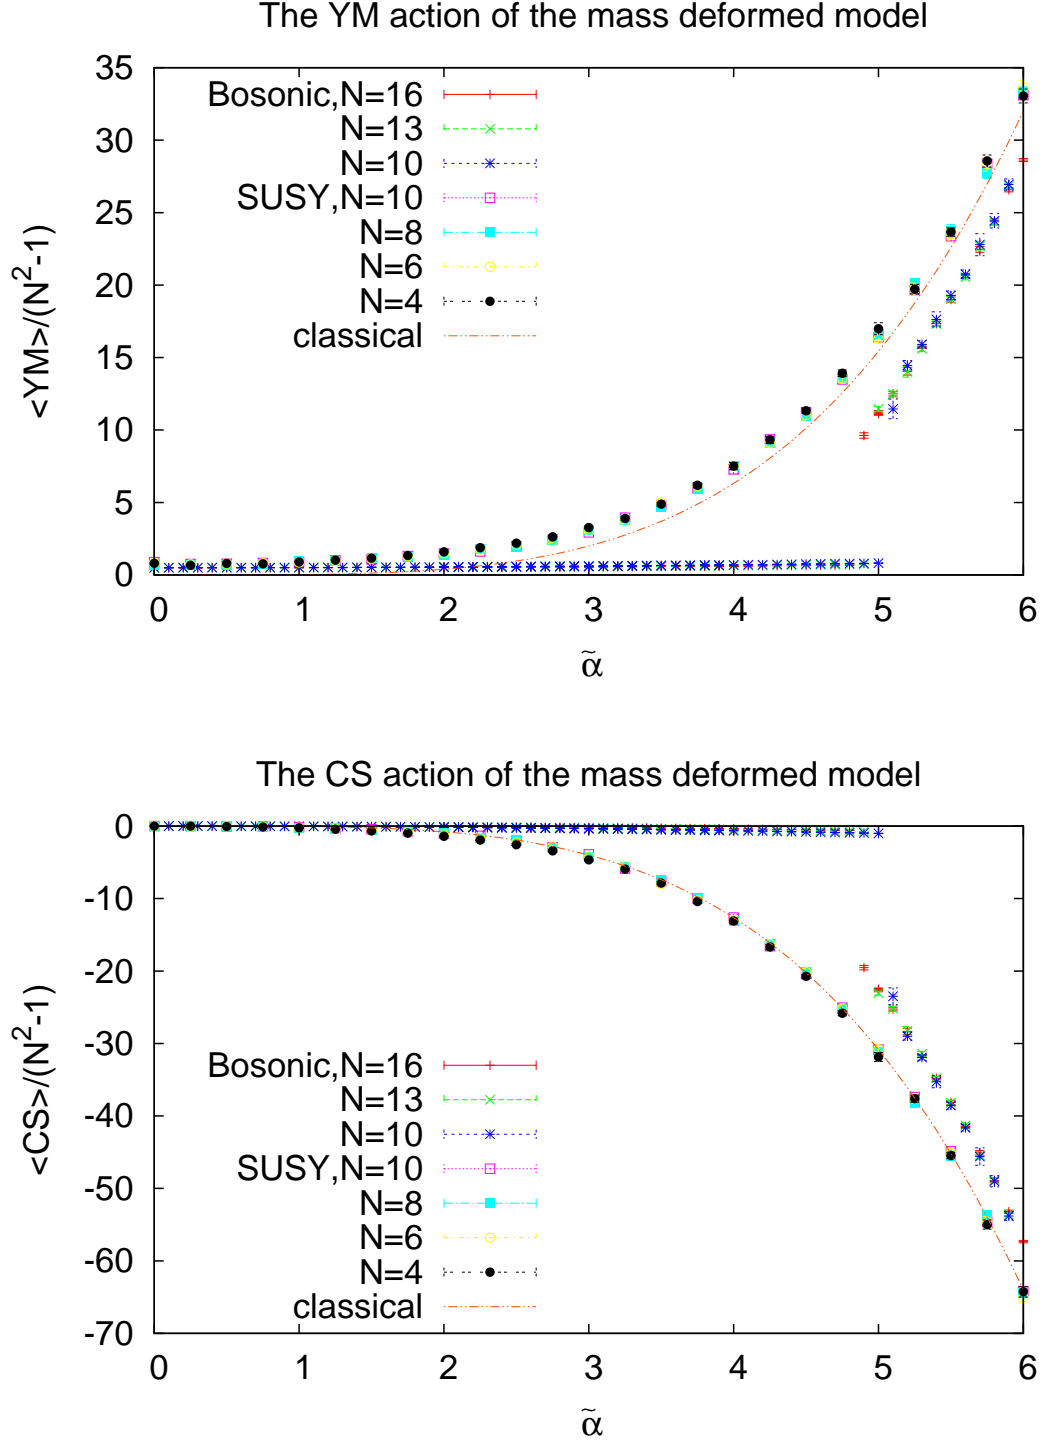 The YM action of the mass deformed model
35
30
25
20
15
10
5
0
<YM>/(N²-1)
Bosonic,N=16
N=13
N=10
SUSY,N=10
N=8
N=6
N=4
classical
0 1 2 3 4 5 6
α̃
The CS action of the mass deformed model
0
-10
-20
-30
-40
-50
-60
-70
<CS>/(N²-1)
Bosonic,N=16
N=13
N=10
SUSY,N=10
N=8
N=6
N=4
classical
0 1 2 3 4 5 6
α̃